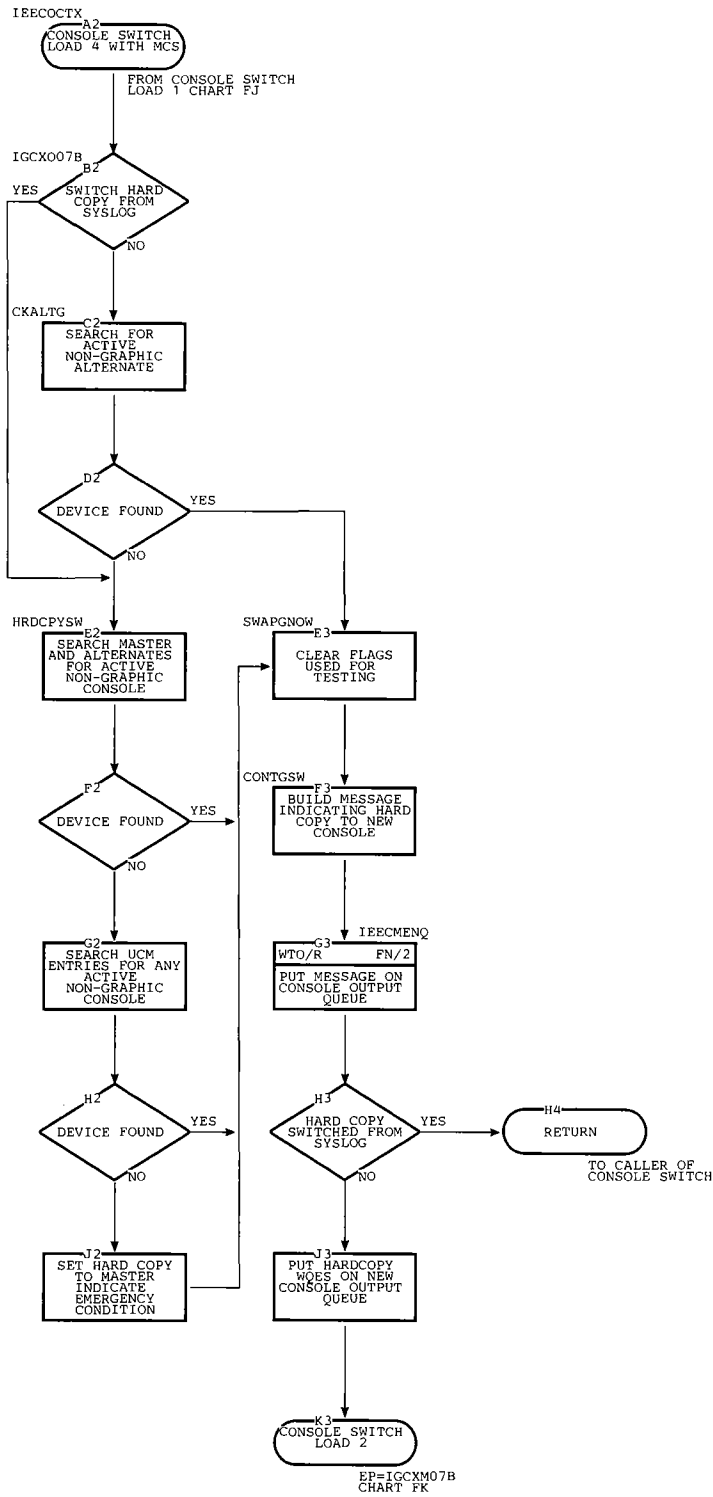 IEECOCTX
A2
CONSOLE SWITCH
LOAD 4 WITH MCS
FROM CONSOLE SWITCH
LOAD 1 CHART FJ
IGCXO07B
B2
YES
SWITCH HARD
COPY FROM
SYSLOG
NO
CKALTG
C2
SEARCH FOR
ACTIVE
NON-GRAPHIC
ALTERNATE
D2
DEVICE FOUND
YES
NO
HRDCPYSW
E2
SEARCH MASTER
AND ALTERNATES
FOR ACTIVE
NON-GRAPHIC
CONSOLE
SWAPGNOW
E3
CLEAR FLAGS
USED FOR
TESTING
F2
DEVICE FOUND
YES
NO
CONTGSW
F3
BUILD MESSAGE
INDICATING HARD
COPY TO NEW
CONSOLE
G2
SEARCH UCM
ENTRIES FOR ANY
ACTIVE
NON-GRAPHIC
CONSOLE
IEECMENQ
G3
WTO/R FN/2
PUT MESSAGE ON
CONSOLE OUTPUT
QUEUE
H2
DEVICE FOUND
YES
NO
H3
HARD COPY
SWITCHED FROM
SYSLOG
YES
NO
H4
RETURN
TO CALLER OF
CONSOLE SWITCH
J2
SET HARD COPY
TO MASTER
INDICATE
EMERGENCY
CONDITION
J3
PUT HARDCOPY
WQES ON NEW
CONSOLE OUTPUT
QUEUE
K3
CONSOLE SWITCH
LOAD 2
EP=IGCXM07B
CHART FK